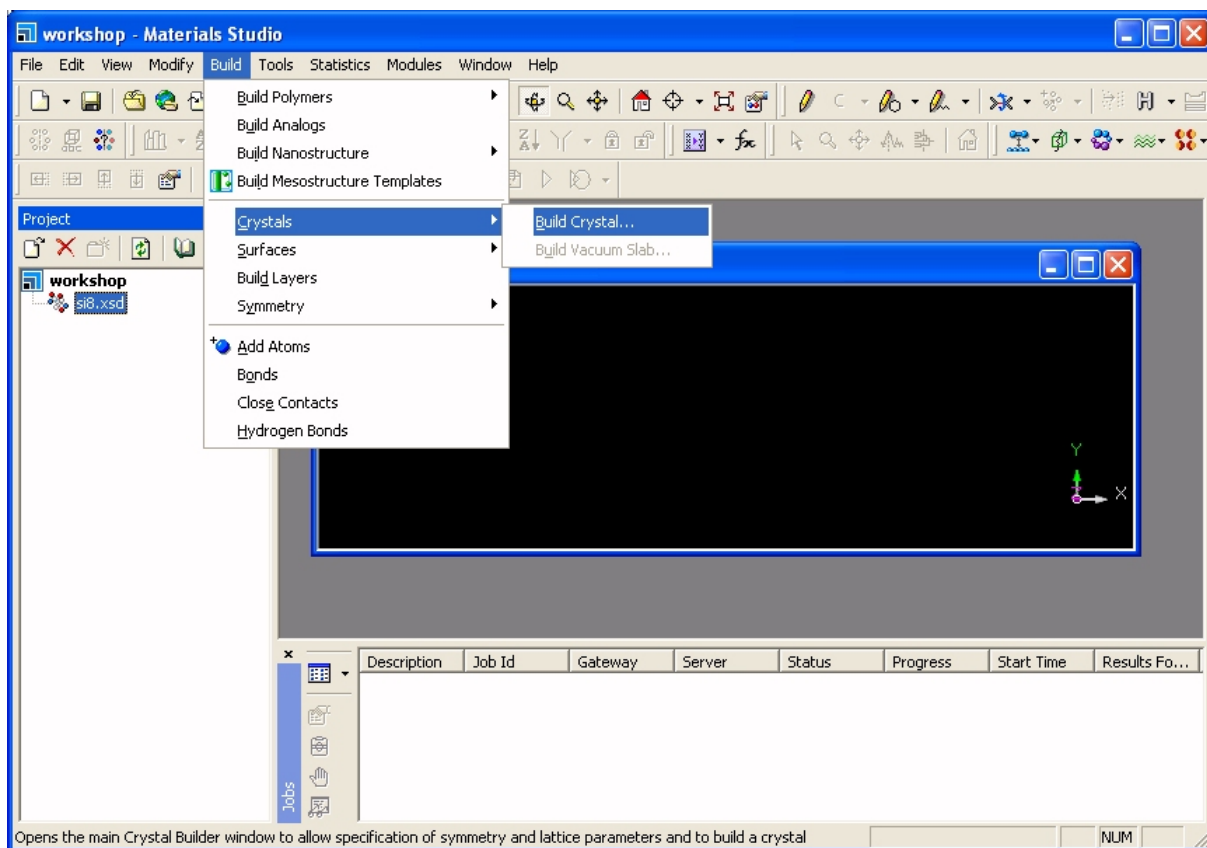 workshop - Materials Studio
File Edit View Modify Build Tools Statistics Modules Window Help
Build Polymers
Build Analogs
Build Nanostructure
Build Mesostructure Templates
Crystals
Build Crystal...
Surfaces
Build Vacuum Slab...
Build Layers
Symmetry
Add Atoms
Bonds
Close Contacts
Hydrogen Bonds
Project
workshop
si8.xsd
Y
X
Description Job Id Gateway Server Status Progress Start Time Results Fo...
Jobs
Opens the main Crystal Builder window to allow specification of symmetry and lattice parameters and to build a crystal
NUM